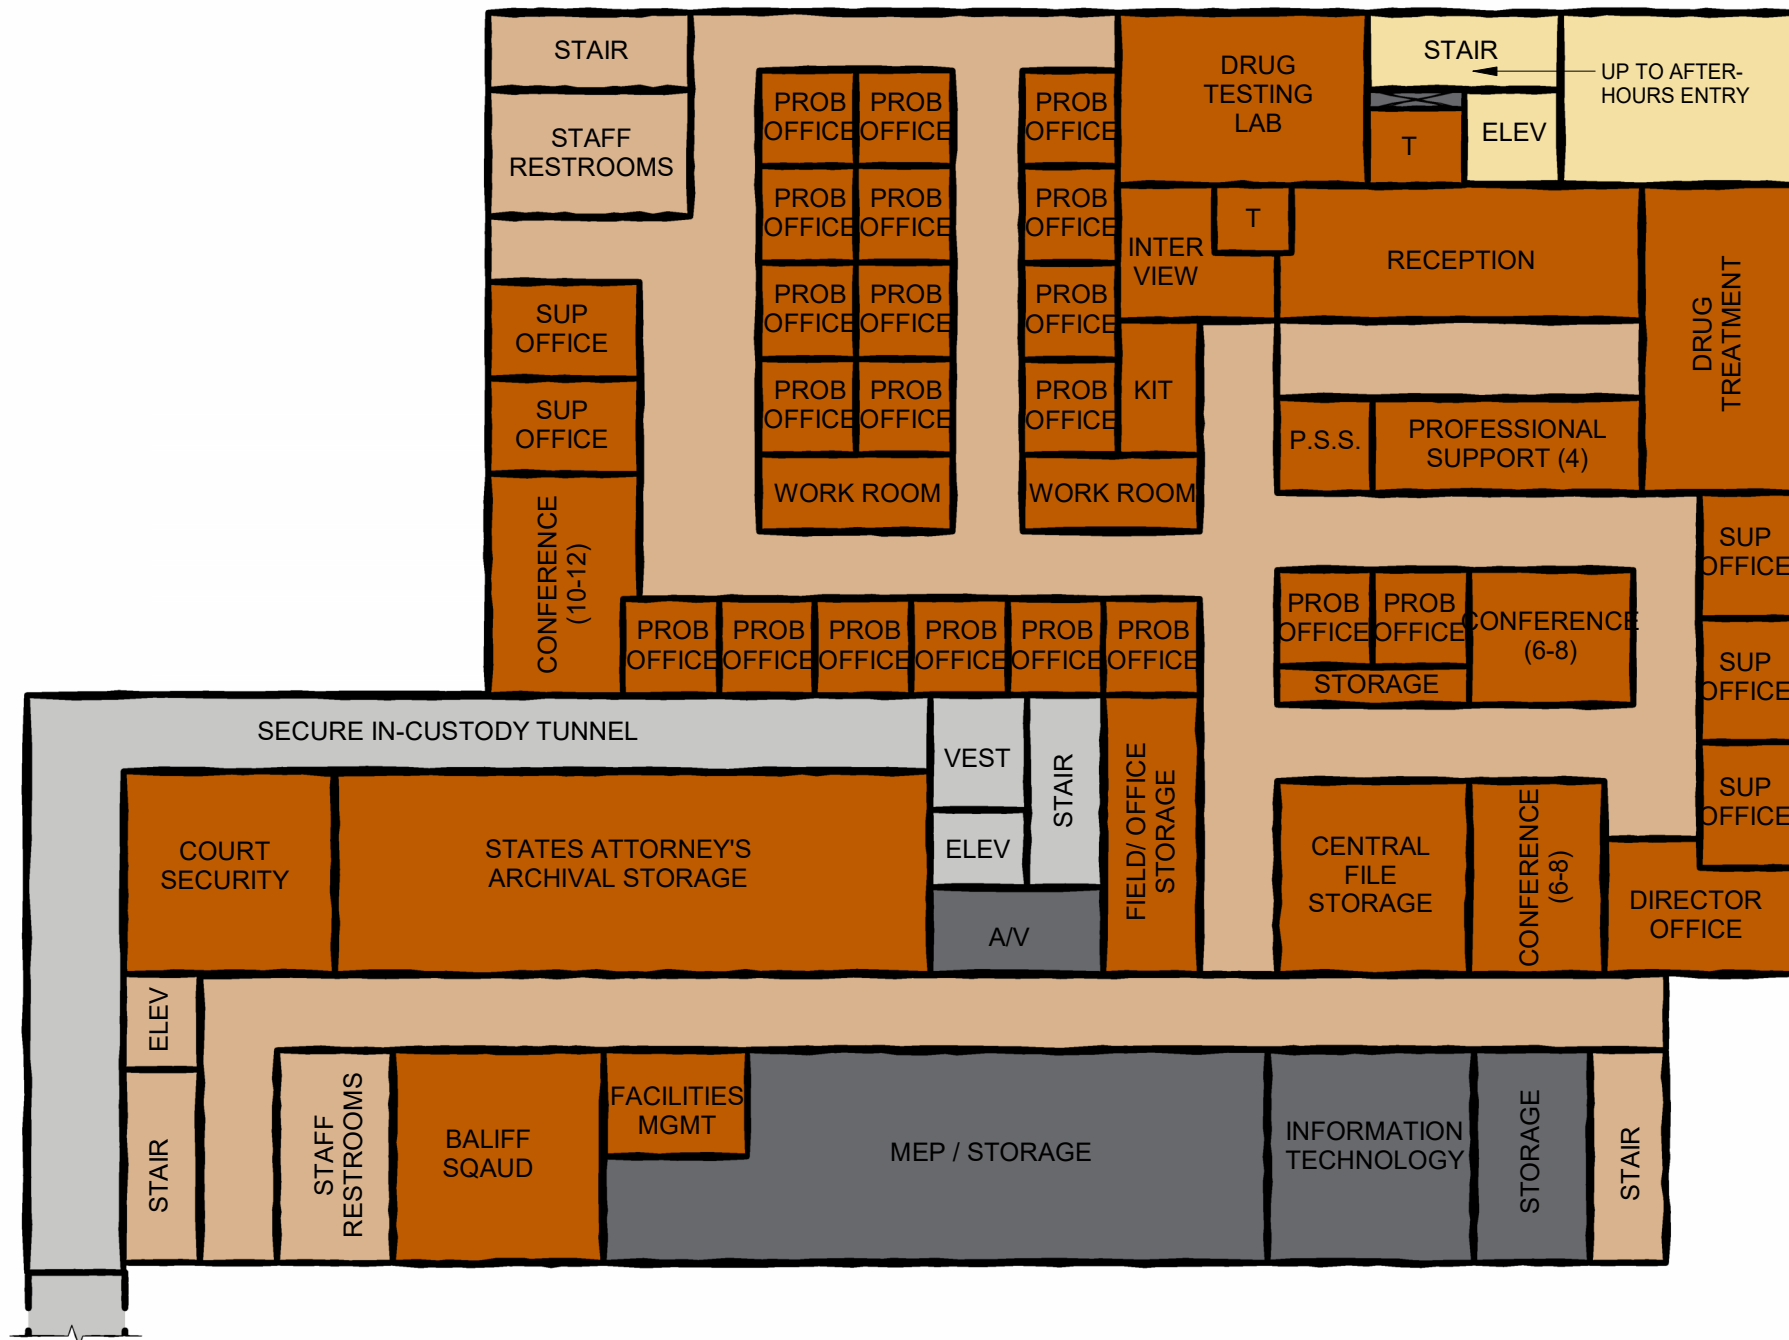 STAIR
STAFF
RESTROOMS
PROB
OFFICE
PROB
OFFICE
PROB
OFFICE
DRUG
TESTING
LAB
STAIR
UP TO AFTER-
HOURS ENTRY
T
ELEV
PROB
OFFICE
PROB
OFFICE
PROB
OFFICE
INTER
VIEW
T
RECEPTION
DRUG
TREATMENT
SUP
OFFICE
PROB
OFFICE
PROB
OFFICE
PROB
OFFICE
SUP
OFFICE
PROB
OFFICE
PROB
OFFICE
PROB
OFFICE
KIT
P.S.S.
PROFESSIONAL
SUPPORT (4)
CONFERENCE
(10-12)
WORK ROOM
WORK ROOM
SUP
OFFICE
PROB
OFFICE
PROB
OFFICE
PROB
OFFICE
PROB
OFFICE
PROB
OFFICE
PROB
OFFICE
PROB
OFFICE
PROB
OFFICE
CONFERENCE
(6-8)
STORAGE
SUP
OFFICE
SECURE IN-CUSTODY TUNNEL
VEST
STAIR
FIELD/ OFFICE
STORAGE
SUP
OFFICE
COURT
SECURITY
STATES ATTORNEY'S
ARCHIVAL STORAGE
ELEV
A/V
CENTRAL
FILE
STORAGE
CONFERENCE
(6-8)
DIRECTOR
OFFICE
ELEV
STAIR
STAFF
RESTROOMS
BALIFF
SQAUD
FACILITIES
MGMT
MEP / STORAGE
INFORMATION
TECHNOLOGY
STORAGE
STAIR